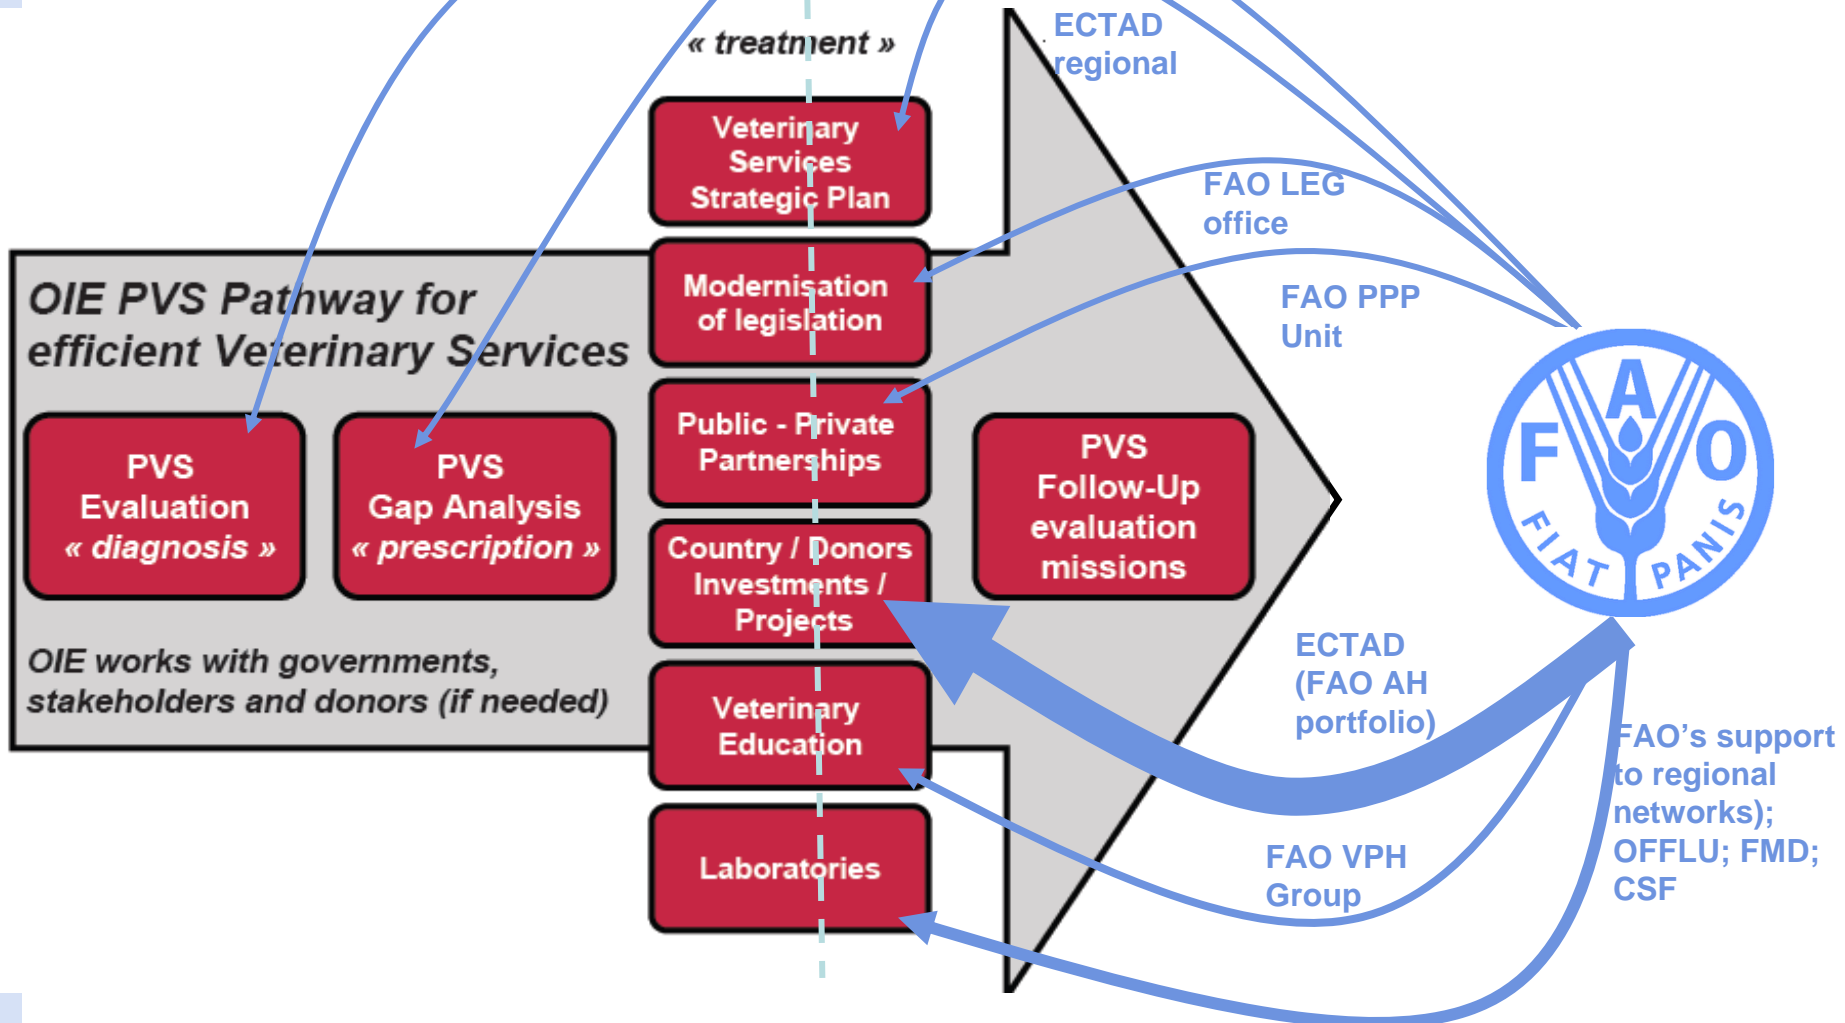 « treatment »
ECTAD
regional
Veterinary
Services
Strategic Plan
FAO LEG
office
OIE PVS Pathway for
efficient Veterinary Services
Modernisation
of legislation
FAO PPP
Unit
Public - Private
Partnerships
PVS
Evaluation
« diagnosis »
PVS
Gap Analysis
« prescription »
PVS
Follow-Up
evaluation
missions
F A O
FIAT PANIS
Country / Donors
Investments /
Projects
OIE works with governments,
stakeholders and donors (if needed)
ECTAD
(FAO AH
portfolio)
Veterinary
Education
FAO's support
to regional
networks);
OFFLU; FMD;
CSF
Laboratories
FAO VPH
Group